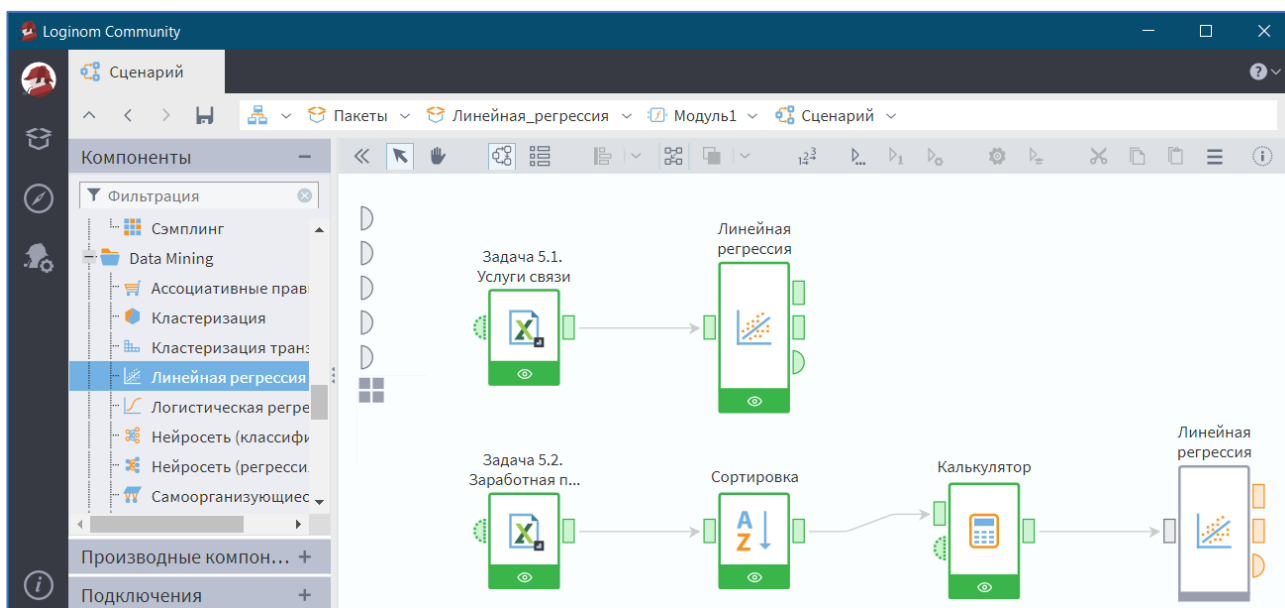 Loginom Community
Сценарий
Пакеты Линейная_регрессия Модуль1 Сценарий
Компоненты
Фильтрация
Сэмплинг
Data Mining
Ассоциативные прав
Кластеризация
Кластеризация тран
Линейная регрессия
Логистическая регре
Нейросеть (классифи
Нейросеть (регресси.
Самоорганизующиес
Производные компон...
Подключения
Задача 5.1.
Услуги связи
Линейная
регрессия
Задача 5.2.
Заработная п...
Сортировка
AZ
Калькулятор
Линейная
регрессия